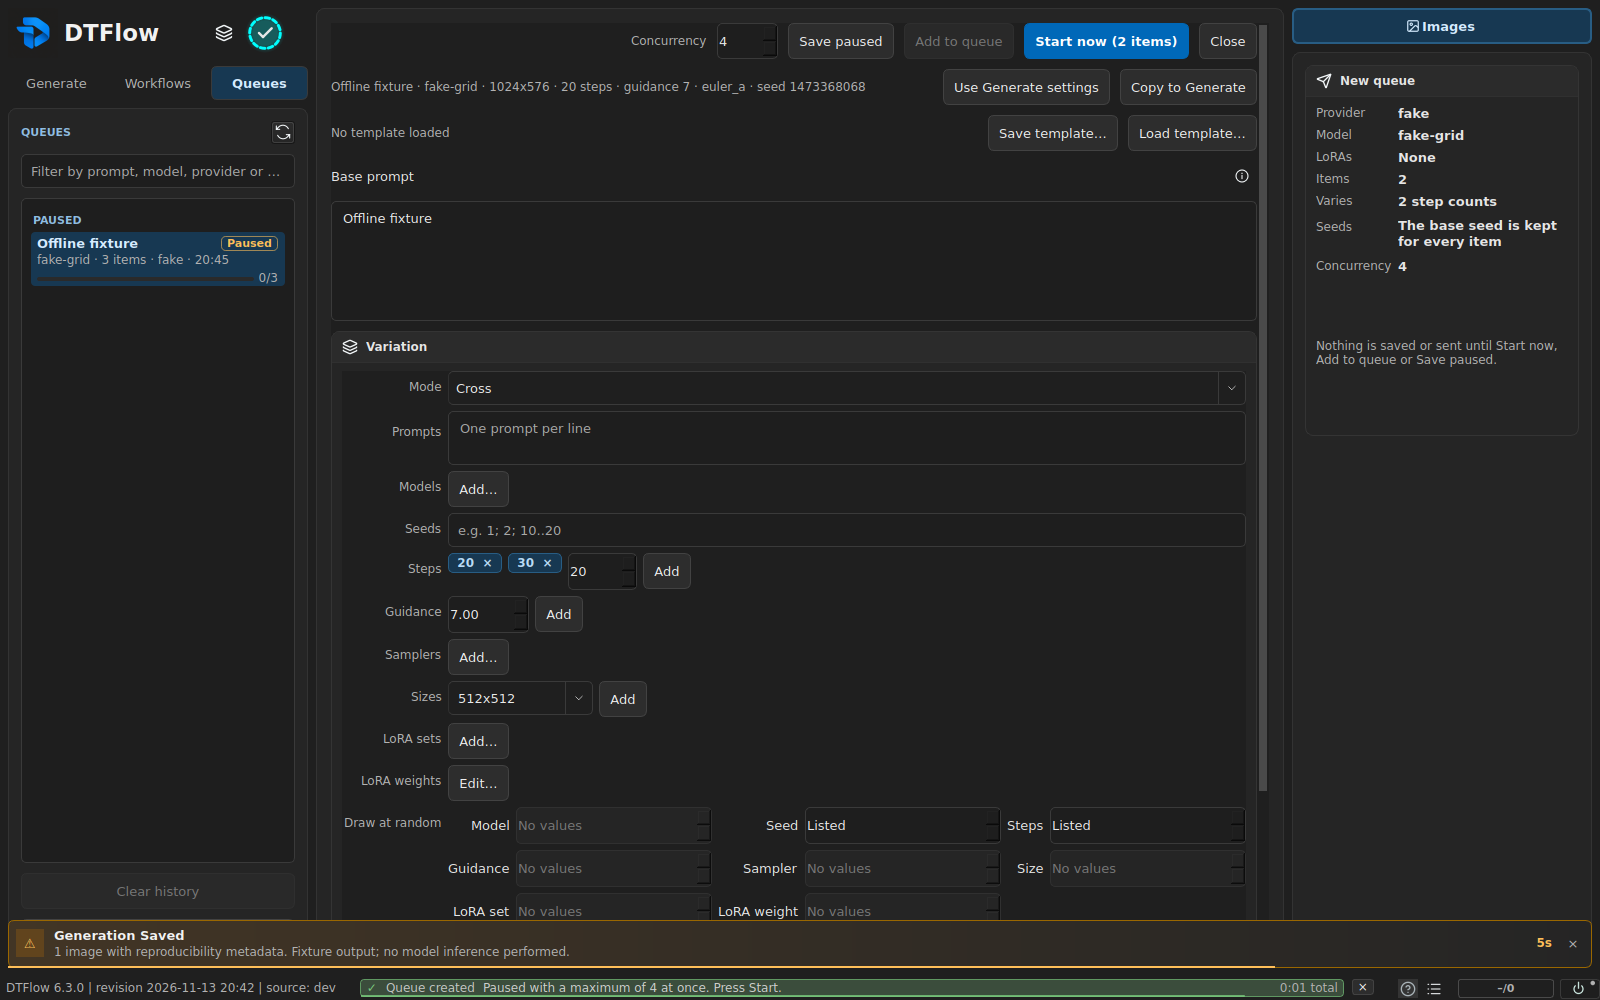 DTFlow
Generate
Workflows
Queues
QUEUES
Filter by prompt, model, provider or ...
PAUSED
Offline fixture
Paused
fake-grid · 3 items · fake · 20:45
0/3
Clear history
Concurrency
4
Save paused
Add to queue
Start now (2 items)
Close
Offline fixture · fake-grid · 1024x576 · 20 steps · guidance 7 · euler_a · seed 1473368068
Use Generate settings
Copy to Generate
No template loaded
Save template...
Load template...
Base prompt
Offline fixture
Variation
Mode
Cross
Prompts
One prompt per line
Models
Add...
Seeds
e.g. 1; 2; 10..20
Steps
20 ×
30 ×
20
Add
Guidance
7.00
Add
Samplers
Add...
Sizes
512x512
Add
LoRA sets
Add...
LoRA weights
Edit...
Draw at random
Model
No values
Seed
Listed
Steps
Listed
Guidance
No values
Sampler
No values
Size
No values
LoRA set
No values
LoRA weight
No values
Images
New queue
Provider
fake
Model
fake-grid
LoRAs
None
Items
2
Varies
2 step counts
Seeds
The base seed is kept
for every item
Concurrency
4
Nothing is saved or sent until Start now,
Add to queue or Save paused.
Generation Saved
1 image with reproducibility metadata. Fixture output; no model inference performed.
5s ×
DTFlow 6.3.0 | revision 2026-11-13 20:42 | source: dev
✓ Queue created Paused with a maximum of 4 at once. Press Start.
0:01 total
×
-/0